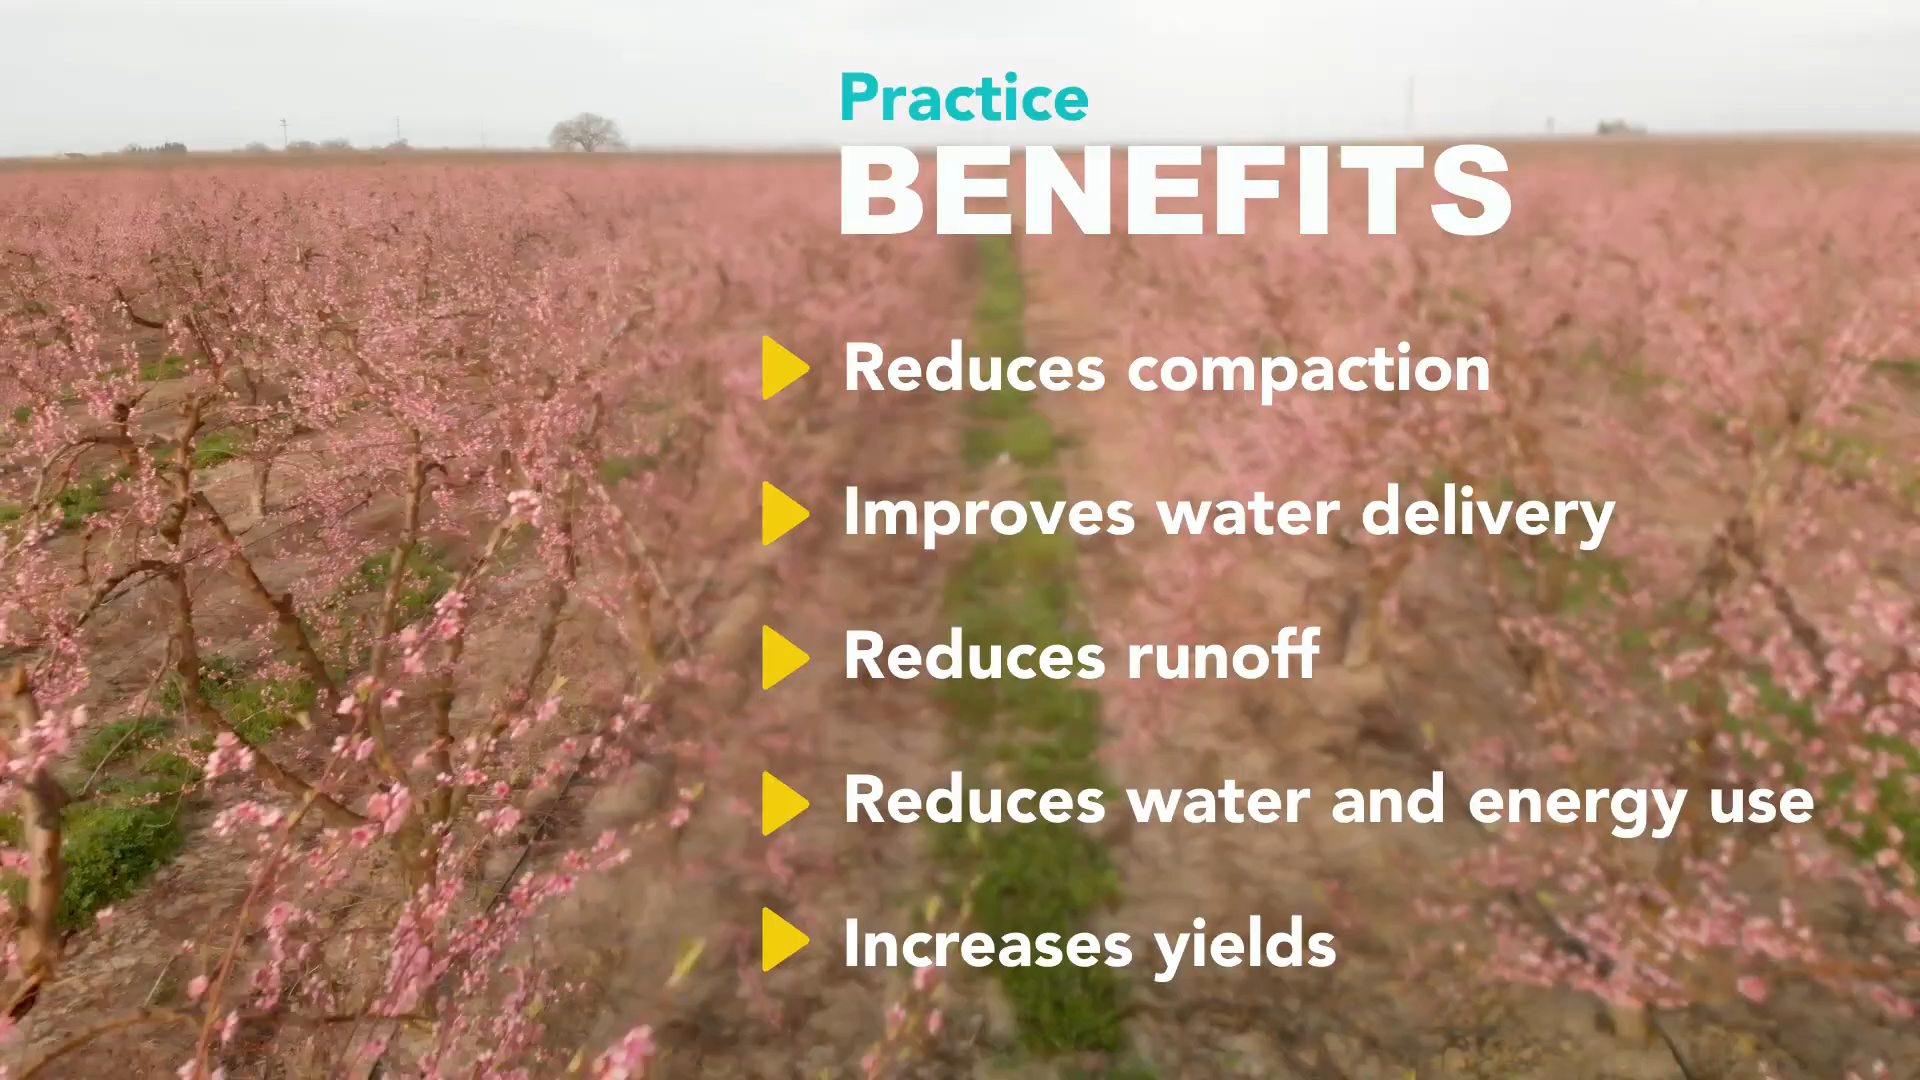 Practice
BENEFITS
Reduces compaction
Improves water delivery
Reduces runoff
Reduces water and energy use
Increases yields